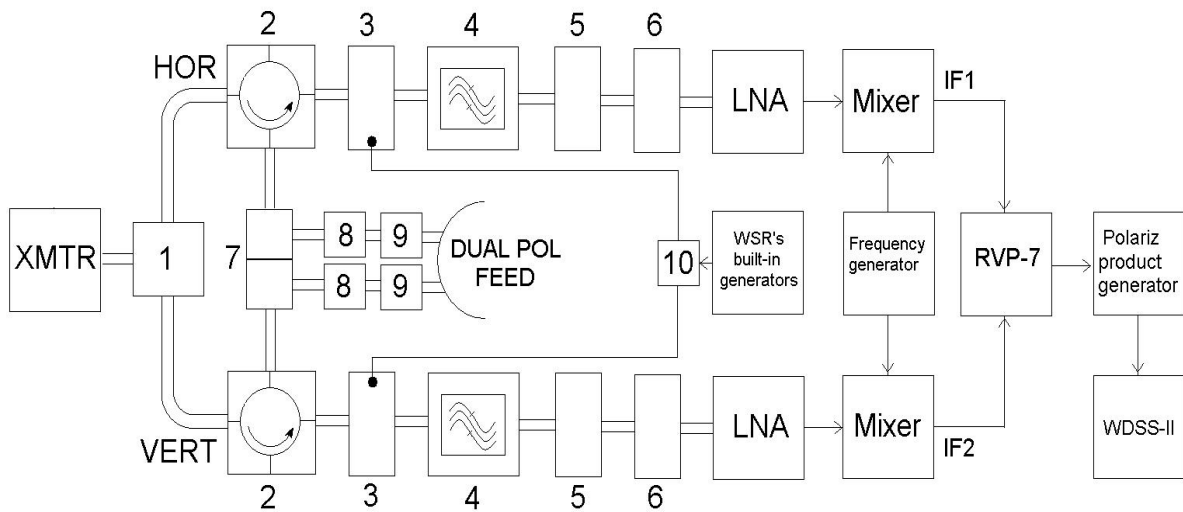 2 3 4 5 6
HOR
LNA
Mixer
IF1
XMTR
1
7
8 9
8 9
DUAL POL
FEED
10
WSR's
built-in
generators
Frequency
generator
RVP-7
Polariz
product
generator
VERT
LNA
Mixer
IF2
WDSS-II
2 3 4 5 6